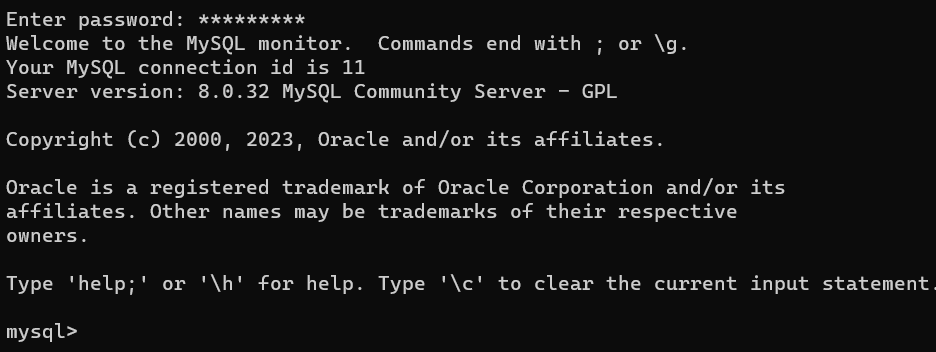 Enter password: *********
Welcome to the MySQL monitor.  Commands end with ; or \g.
Your MySQL connection id is 11
Server version: 8.0.32 MySQL Community Server - GPL
Copyright (c) 2000, 2023, Oracle and/or its affiliates.
Oracle is a registered trademark of Oracle Corporation and/or its
affiliates. Other names may be trademarks of their respective
owners.
Type 'help;' or '\h' for help. Type '\c' to clear the current input statement.
mysql>